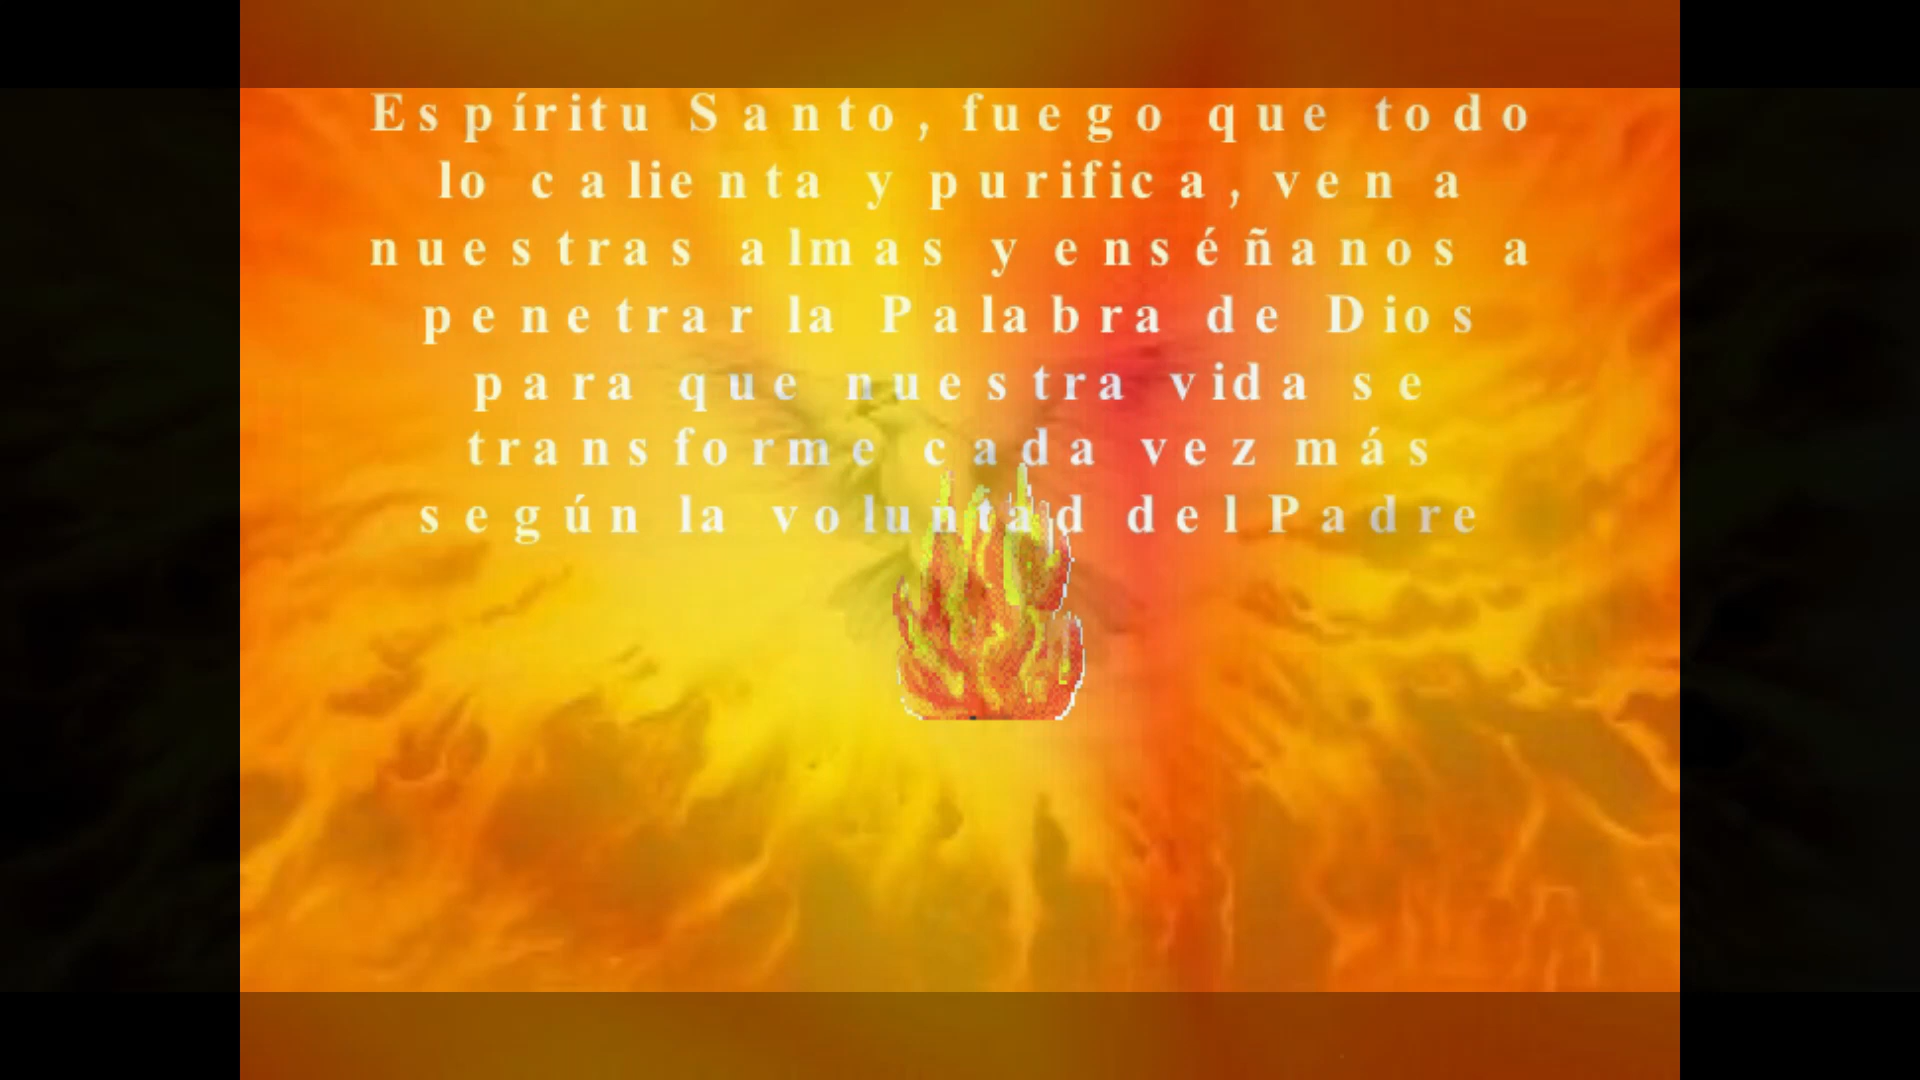 Espíritu Santo, fuego que todo
lo calienta y purifica, ven a
nuestras almas y enséñanos a
penetrar la Palabra de Dios
para que nuestra vida se
transforme cada vez más
según la voluntad del Padre